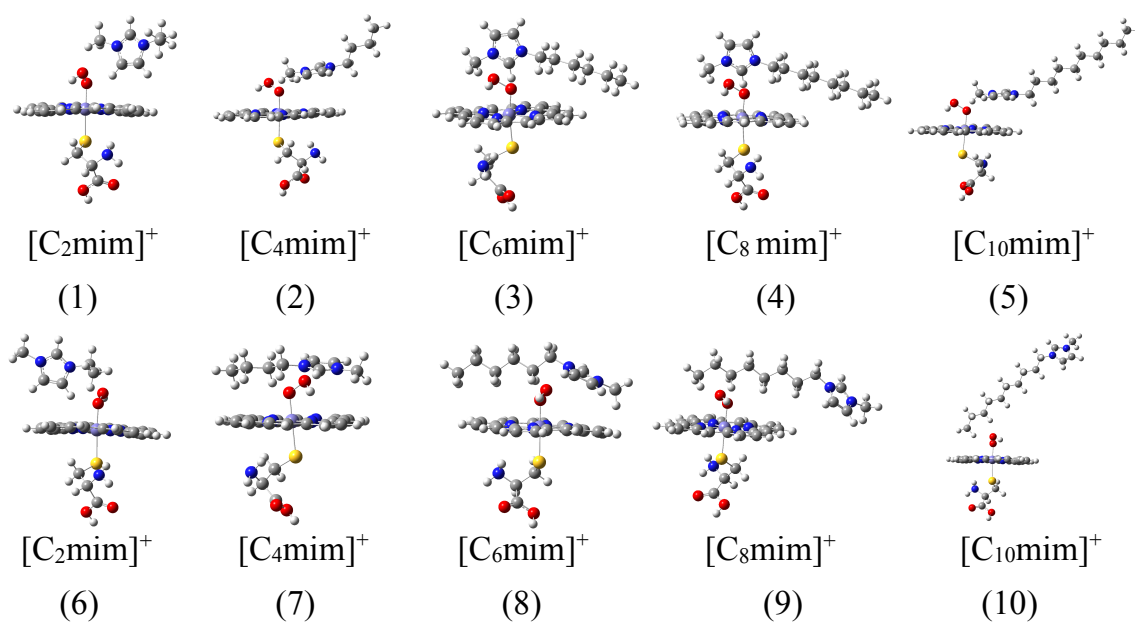 [C₂mim]⁺ [C₄mim]⁺ [C₆mim]⁺ [C₈ mim]⁺ [C₁₀mim]⁺
(1) (2) (3) (4) (5)
[C₂mim]⁺ [C₄mim]⁺ [C₆mim]⁺ [C₈mim]⁺ [C₁₀mim]⁺
(6) (7) (8) (9) (10)